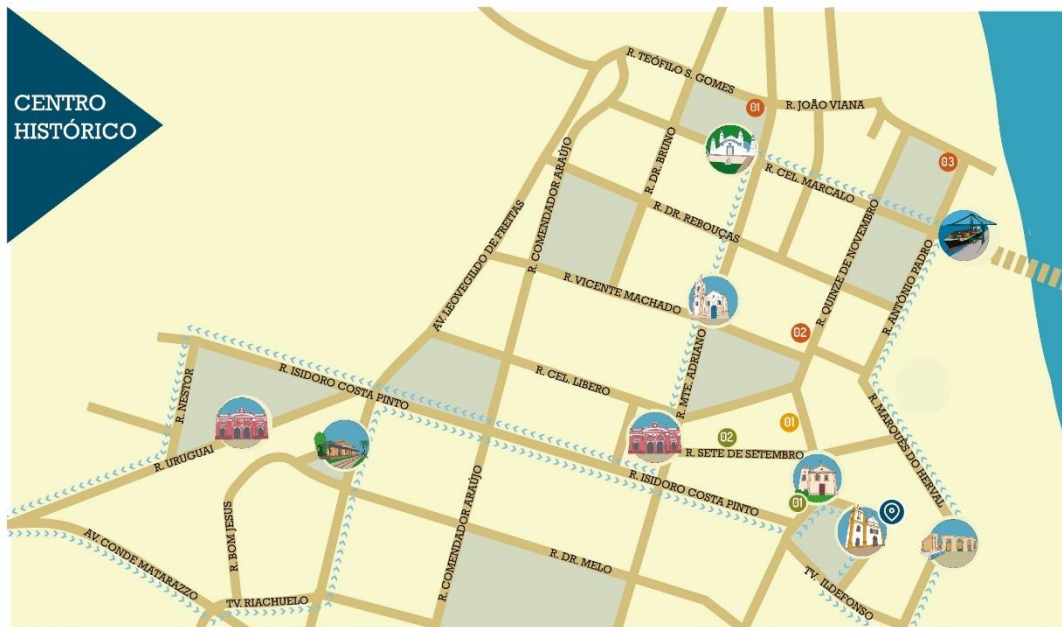 CENTRO
HISTÓRICO
R. TEÓFILO S. GOMES
01
R. JOÃO VIANA
03
R. CEL. MARCALO
R. DR. BRUNO
R. COMENDADOR ARAÚJO
R. DR. REBOUÇAS
AV. LEOVEGILDO DE FREITAS
R. QUINZE DE NOVEMBRO
R. ANTÔNIO PADRO
R. VICENTE MACHADO
02
R. MTE. ADRIANO
R. CEL. LÍBERO
R. ISIDORO COSTA PINTO
R. NESTOR
R. MARQUES DO HERVAL
01
02
R. SETE DE SETEMBRO
R. URUGUAI
R. ISIDORO COSTA PINTO
01
R. BOM JESUS
AV. CONDE MATARAZZO
R. COMENDADOR ARAÚJO
R. DR. MELO
TV. ILDEFONSO
TV. RIACHUELO